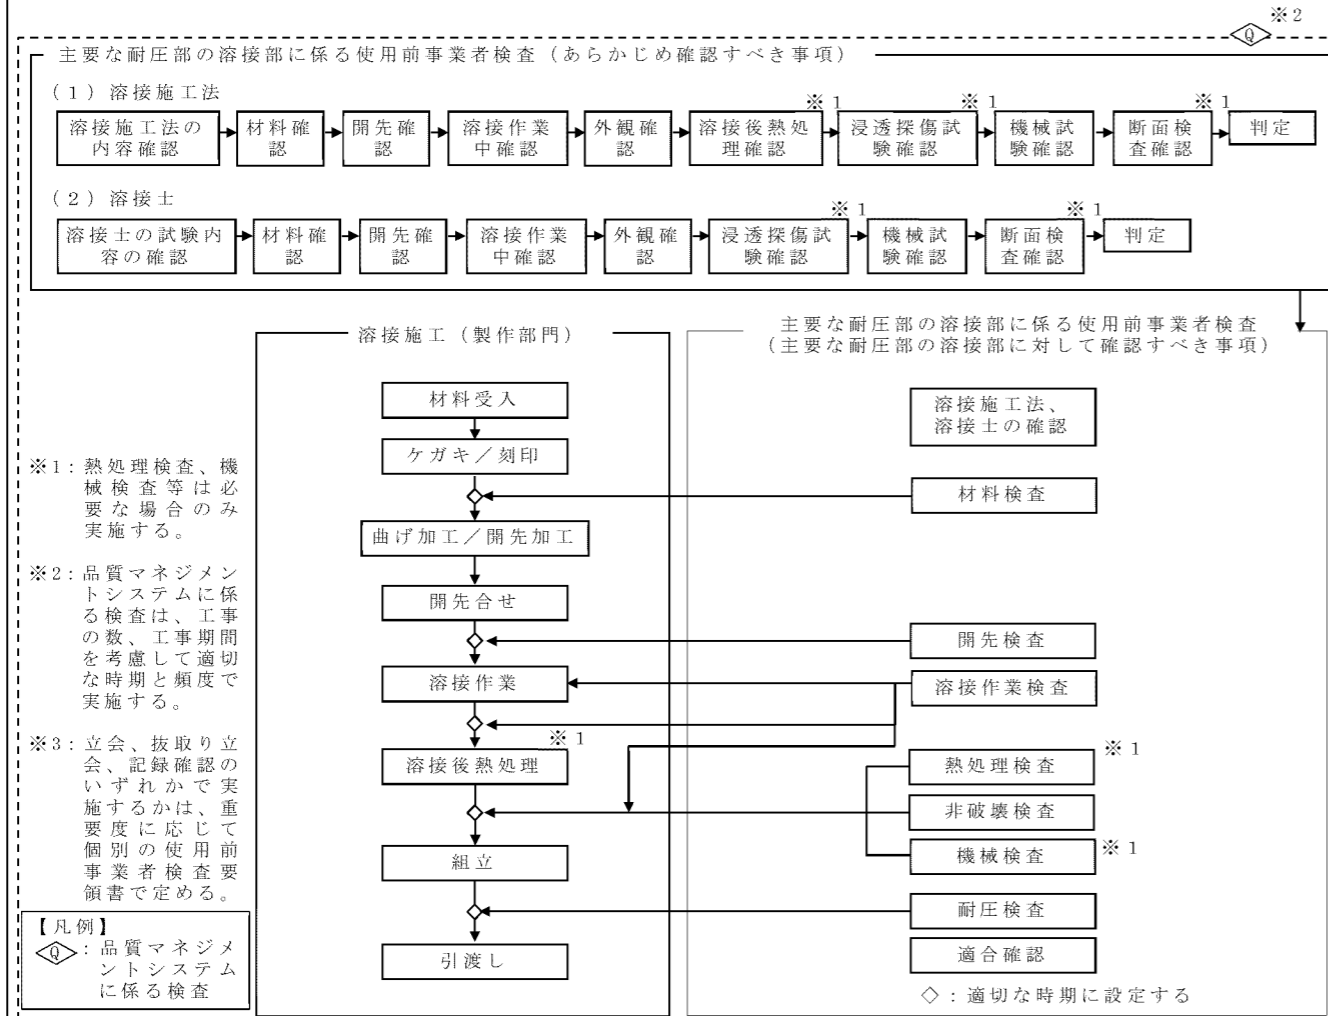 ※2
Q
主要な耐圧部の溶接部に係る使用前事業者検査（あらかじめ確認すべき事項）
（1）溶接施工法
※1
※1
※1
溶接施工法の
内容確認
材料確
認
開先確
認
溶接作業
中確認
外観確
認
溶接後熱処
理確認
浸透探傷試
験確認
機械試
験確認
断面検
査確認
判定
（2）溶接士
※1
※1
溶接士の試験内
容の確認
材料確
認
開先確
認
溶接作業
中確認
外観確
認
浸透探傷試
験確認
機械試
験確認
断面検
査確認
判定
溶接施工（製作部門）
材料受入
ケガキ／刻印
曲げ加工／開先加工
開先合せ
溶接作業
※1
溶接後熱処理
組立
引渡し
主要な耐圧部の溶接部に係る使用前事業者検査
（主要な耐圧部の溶接部に対して確認すべき事項）
溶接施工法、
溶接士の確認
材料検査
開先検査
溶接作業検査
熱処理検査
※1
非破壊検査
機械検査
※1
耐圧検査
適合確認
◇：適切な時期に設定する
※1：熱処理検査、機
械検査等は必
要な場合のみ
実施する。
※2：品質マネジメン
トシステムに係
る検査は、工事
の数、工事期間
を考慮して適切
な時期と頻度で
実施する。
※3：立会、抜取り立
会、記録確認の
いずれかで実
施するかは、重
要度に応じて
個別の使用前
事業者検査要
領書で定める。
【凡例】
Q：品質マネジメ
ントシステム
に係る検査